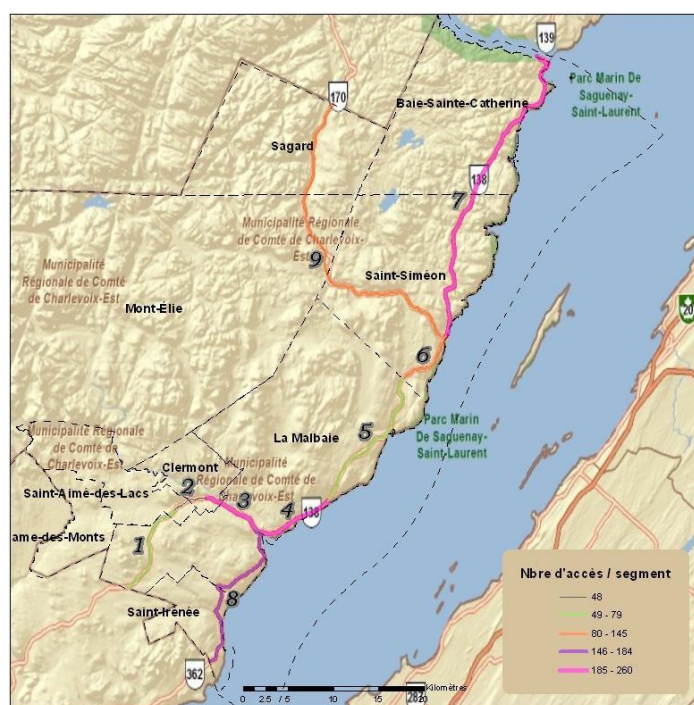 139
Parc Marin De
Saguenay-
Saint-Laurent
170
Baie-Sainte-Catherine
Sagard
138
7
Municipalité Régionale
de Comté de Charlevoix-
Est
9
Saint-Siméon
Municipalité
Régionale de Comté
de Charlevoix-Est
Mont-Élie
20
6
La Malbaie
5
Parc Marin
De Saguenay-
Saint-Laurent
Municipalité Régionale
de Comté de
Charlevoix-Est
Clermont
Municipalité
Régionale de Comté
de Charlevoix-Est
Saint-Aimé-des-Lacs
2
3
4
138
ame-des-Monts
1
Saint-Irénée
8
362
Nbre d'accès / segment
48
49 - 79
80 - 145
146 - 184
185 - 260
Kilomètres
0 2.5 5 10 15 20